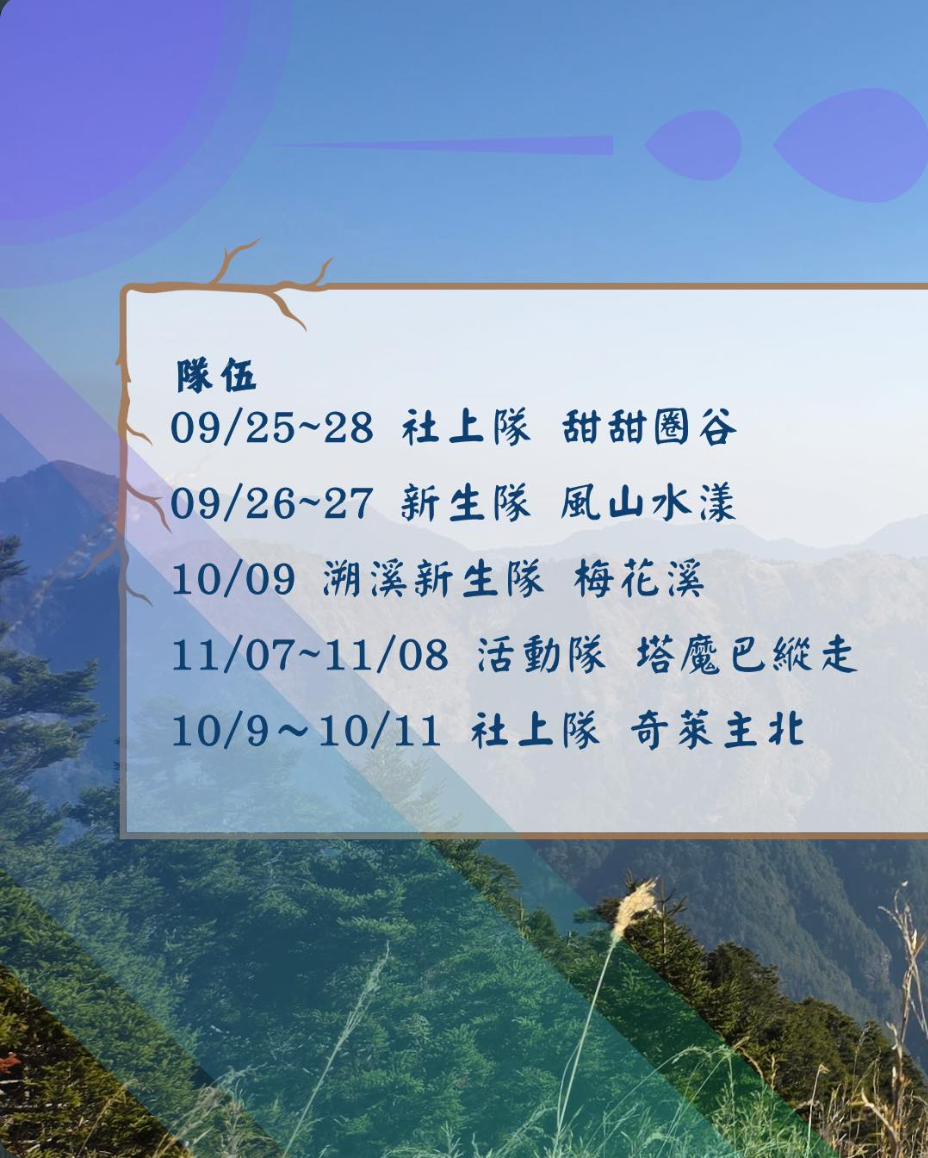 隊伍
09/25~28 社上隊 甜甜圈谷
09/26~27 新生隊 風山水漾
10/09 溯溪新生隊 梅花溪
11/07~11/08 活動隊 塔魔巴縱走
10/9～10/11 社上隊 奇萊主北